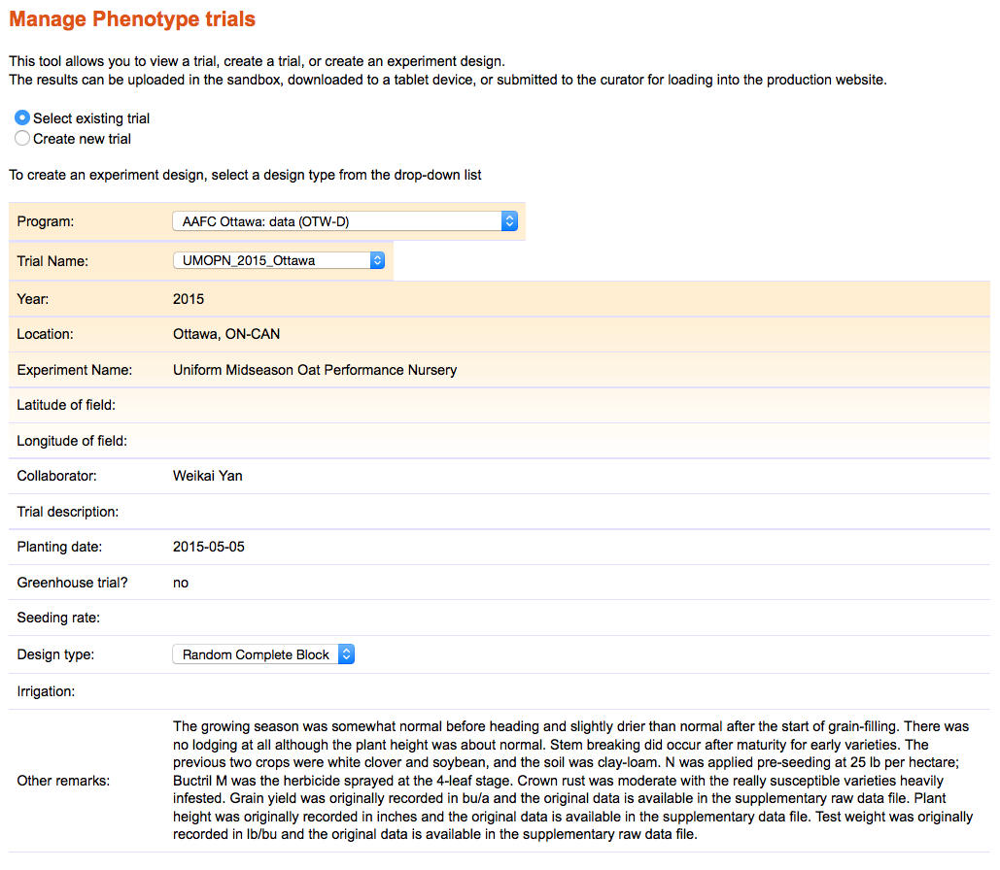 Manage Phenotype trials
This tool allows you to view a trial, create a trial, or create an experiment design.
The results can be uploaded in the sandbox, downloaded to a tablet device, or submitted to the curator for loading into the production website.
Select existing trial
Create new trial
To create an experiment design, select a design type from the drop-down list
Program: AAFC Ottawa: data (OTW-D)
Trial Name: UMOPN_2015_Ottawa
Year: 2015
Location: Ottawa, ON-CAN
Experiment Name: Uniform Midseason Oat Performance Nursery
Latitude of field:
Longitude of field:
Collaborator: Weikai Yan
Trial description:
Planting date: 2015-05-05
Greenhouse trial? no
Seeding rate:
Design type: Random Complete Block
Irrigation:
Other remarks:
The growing season was somewhat normal before heading and slightly drier than normal after the start of grain-filling. There was
no lodging at all although the plant height was about normal. Stem breaking did occur after maturity for early varieties. The
previous two crops were white clover and soybean, and the soil was clay-loam. N was applied pre-seeding at 25 lb per hectare;
Buctril M was the herbicide sprayed at the 4-leaf stage. Crown rust was moderate with the really susceptible varieties heavily
infested. Grain yield was originally recorded in bu/a and the original data is available in the supplementary raw data file. Plant
height was originally recorded in inches and the original data is available in the supplementary data file. Test weight was originally
recorded in lb/bu and the original data is available in the supplementary raw data file.